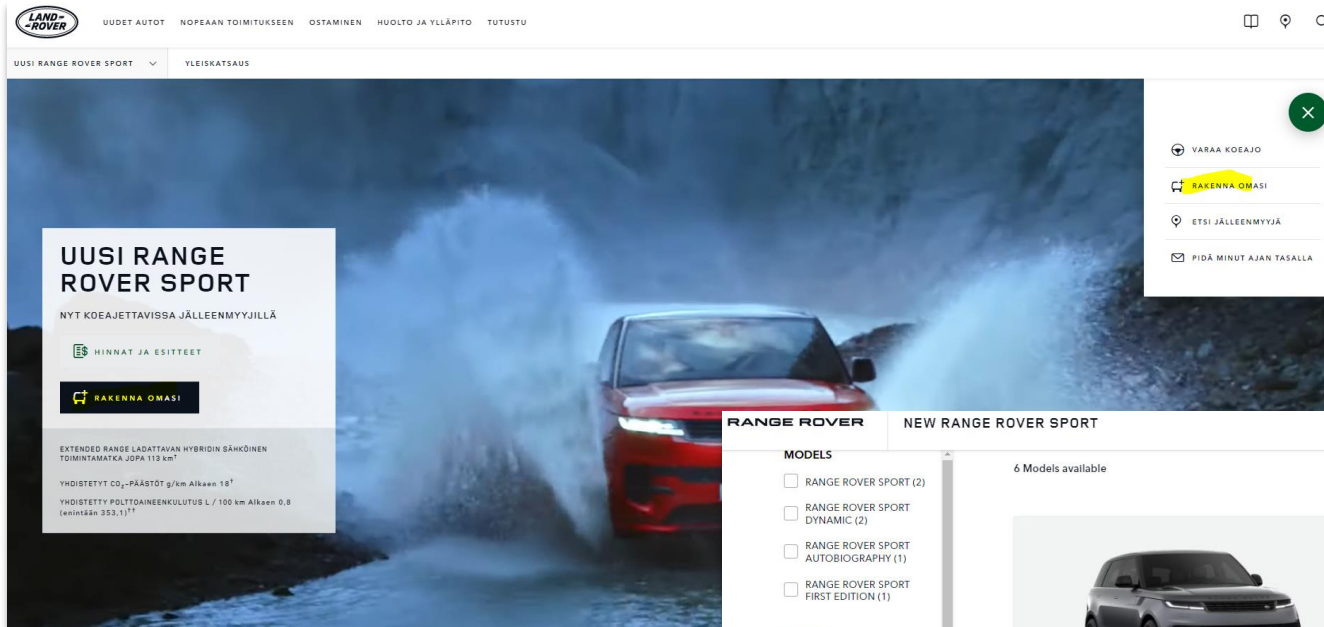 LAND-
-ROVER
UUDET AUTOT NOPEAAN TOIMITUKSEEN OSTAMINEN HUOLTO JA YLLÄPITO TUTUSTU
UUSI RANGE ROVER SPORT YLEISKATSAUS
VARAA KOEAJO
RAKENNA OMASI
ETSI JÄLLEENMYYJÄ
PIDÄ MINUT AJAN TASALLA
UUSI RANGE
ROVER SPORT
NYT KOEAJETTAVISSA JÄLLEENMYYJILLÄ
HINNAT JA ESITTEET
RAKENNA OMASI
EXTENDED RANGE LADATTAVAN HYBRIDIN SÄHKÖINEN
TOIMINTAMATKA JOPA 113 km†
YHDISTETYT CO₂-PÄÄSTÖT g/km Alkaen 18†
YHDISTETTY POLTTOAINEENKULUTUS L / 100 km Alkaen 0,8
(enintään 353,1)††
RANGE ROVER NEW RANGE ROVER SPORT
MODELS
6 Models available
RANGE ROVER SPORT (2)
RANGE ROVER SPORT
DYNAMIC (2)
RANGE ROVER SPORT
AUTOBIOGRAPHY (1)
RANGE ROVER SPORT
FIRST EDITION (1)